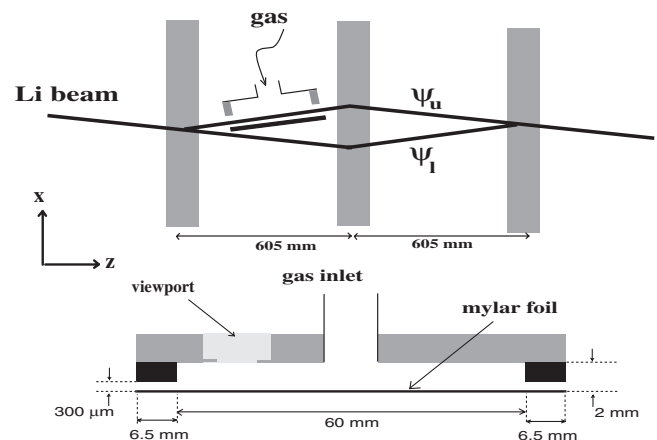 gas
Li beam
Ψu
Ψl
x
z
605 mm
605 mm
gas inlet
viewport
mylar foil
300 μm
60 mm
2 mm
6.5 mm
6.5 mm